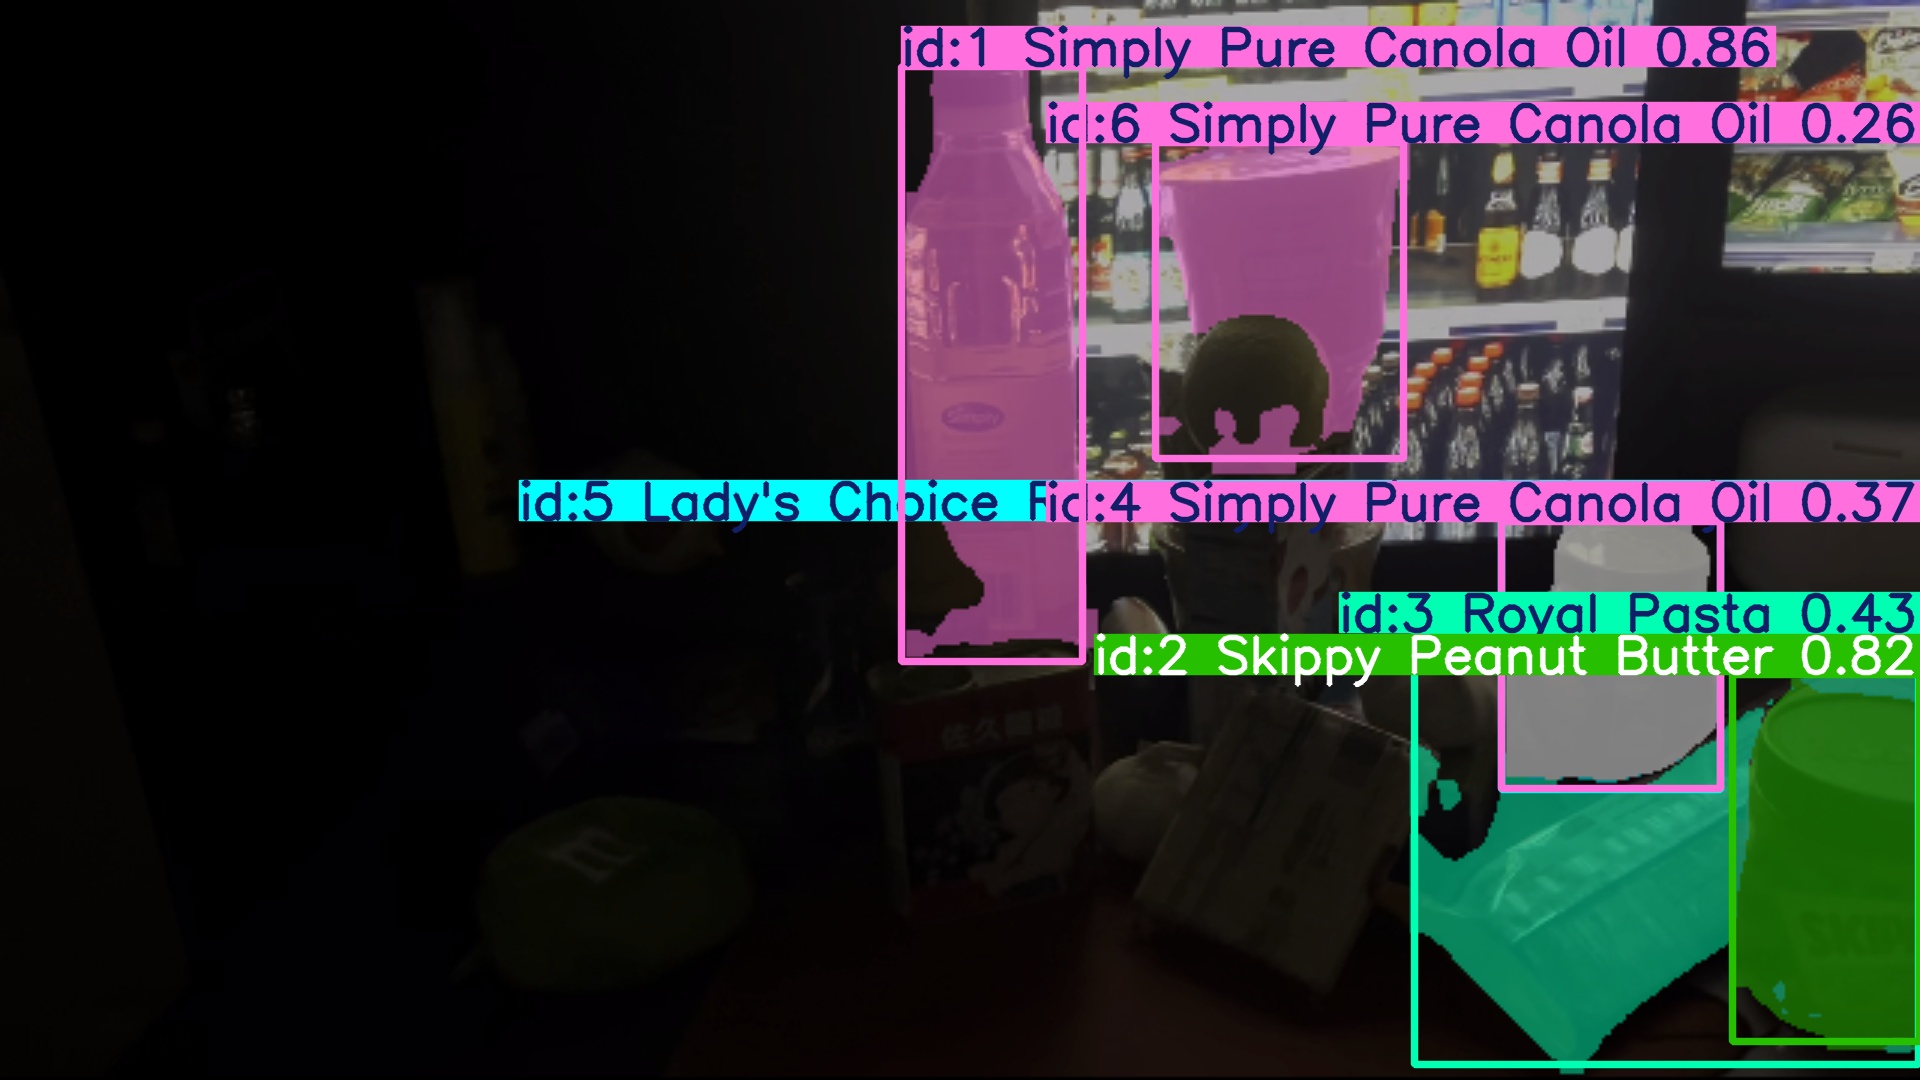 id:1 Simply Pure Canola Oil 0.86
id:6 Simply Pure Canola Oil 0.26
Simply
id:5 Lady's Choice
id:4 Simply Pure Canola Oil 0.37
id:3 Royal Pasta 0.43
id:2 Skippy Peanut Butter 0.82
m
SKIP